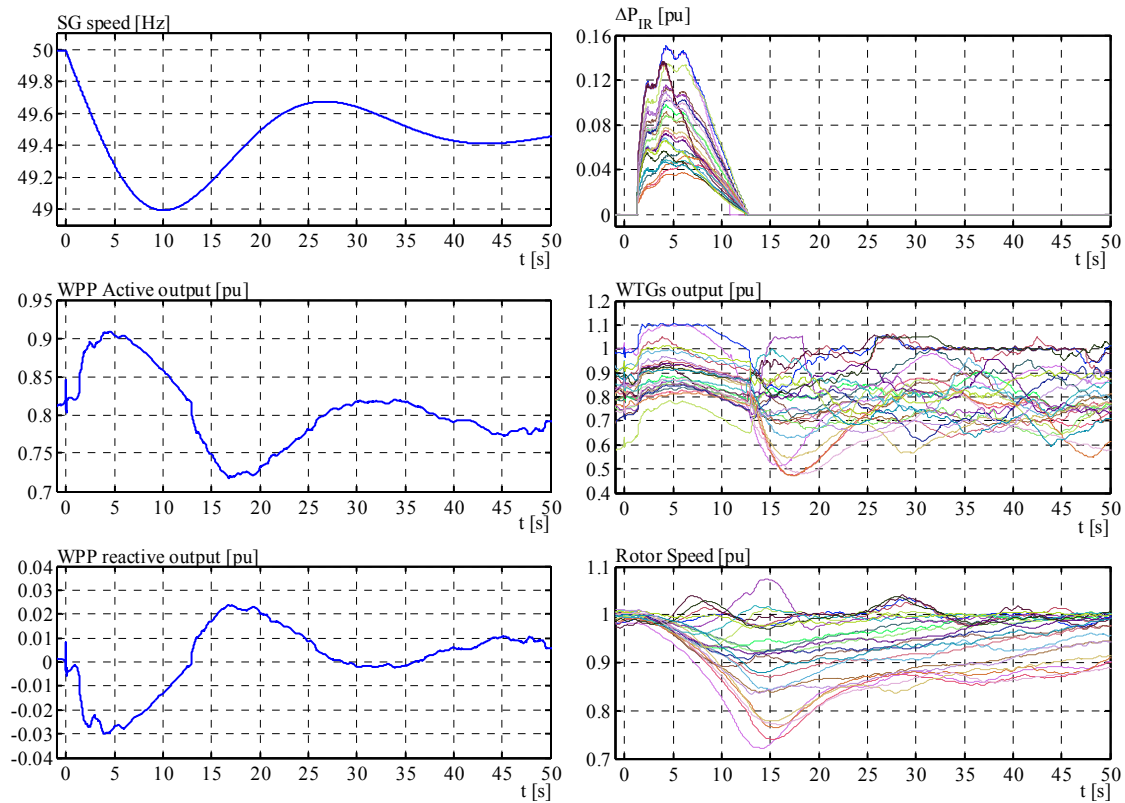 SG speed [Hz]
50
49.8
49.6
49.4
49.2
49
0 5 10 15 20 25 30 35 40 45 50
t [s]
ΔP_IR [pu]
0.16
0.12
0.08
0.04
0
0 5 10 15 20 25 30 35 40 45 50
t [s]
WPP Active output [pu]
0.95
0.9
0.85
0.8
0.75
0.7
0 5 10 15 20 25 30 35 40 45 50
t [s]
WTGs output [pu]
1.2
1.1
1
0.9
0.8
0.7
0.6
0.5
0.4
0 5 10 15 20 25 30 35 40 45 50
t [s]
WPP reactive output [pu]
0.04
0.03
0.02
0.01
0
-0.01
-0.02
-0.03
-0.04
0 5 10 15 20 25 30 35 40 45 50
t [s]
Rotor Speed [pu]
1.1
1
0.9
0.8
0.7
0 5 10 15 20 25 30 35 40 45 50
t [s]